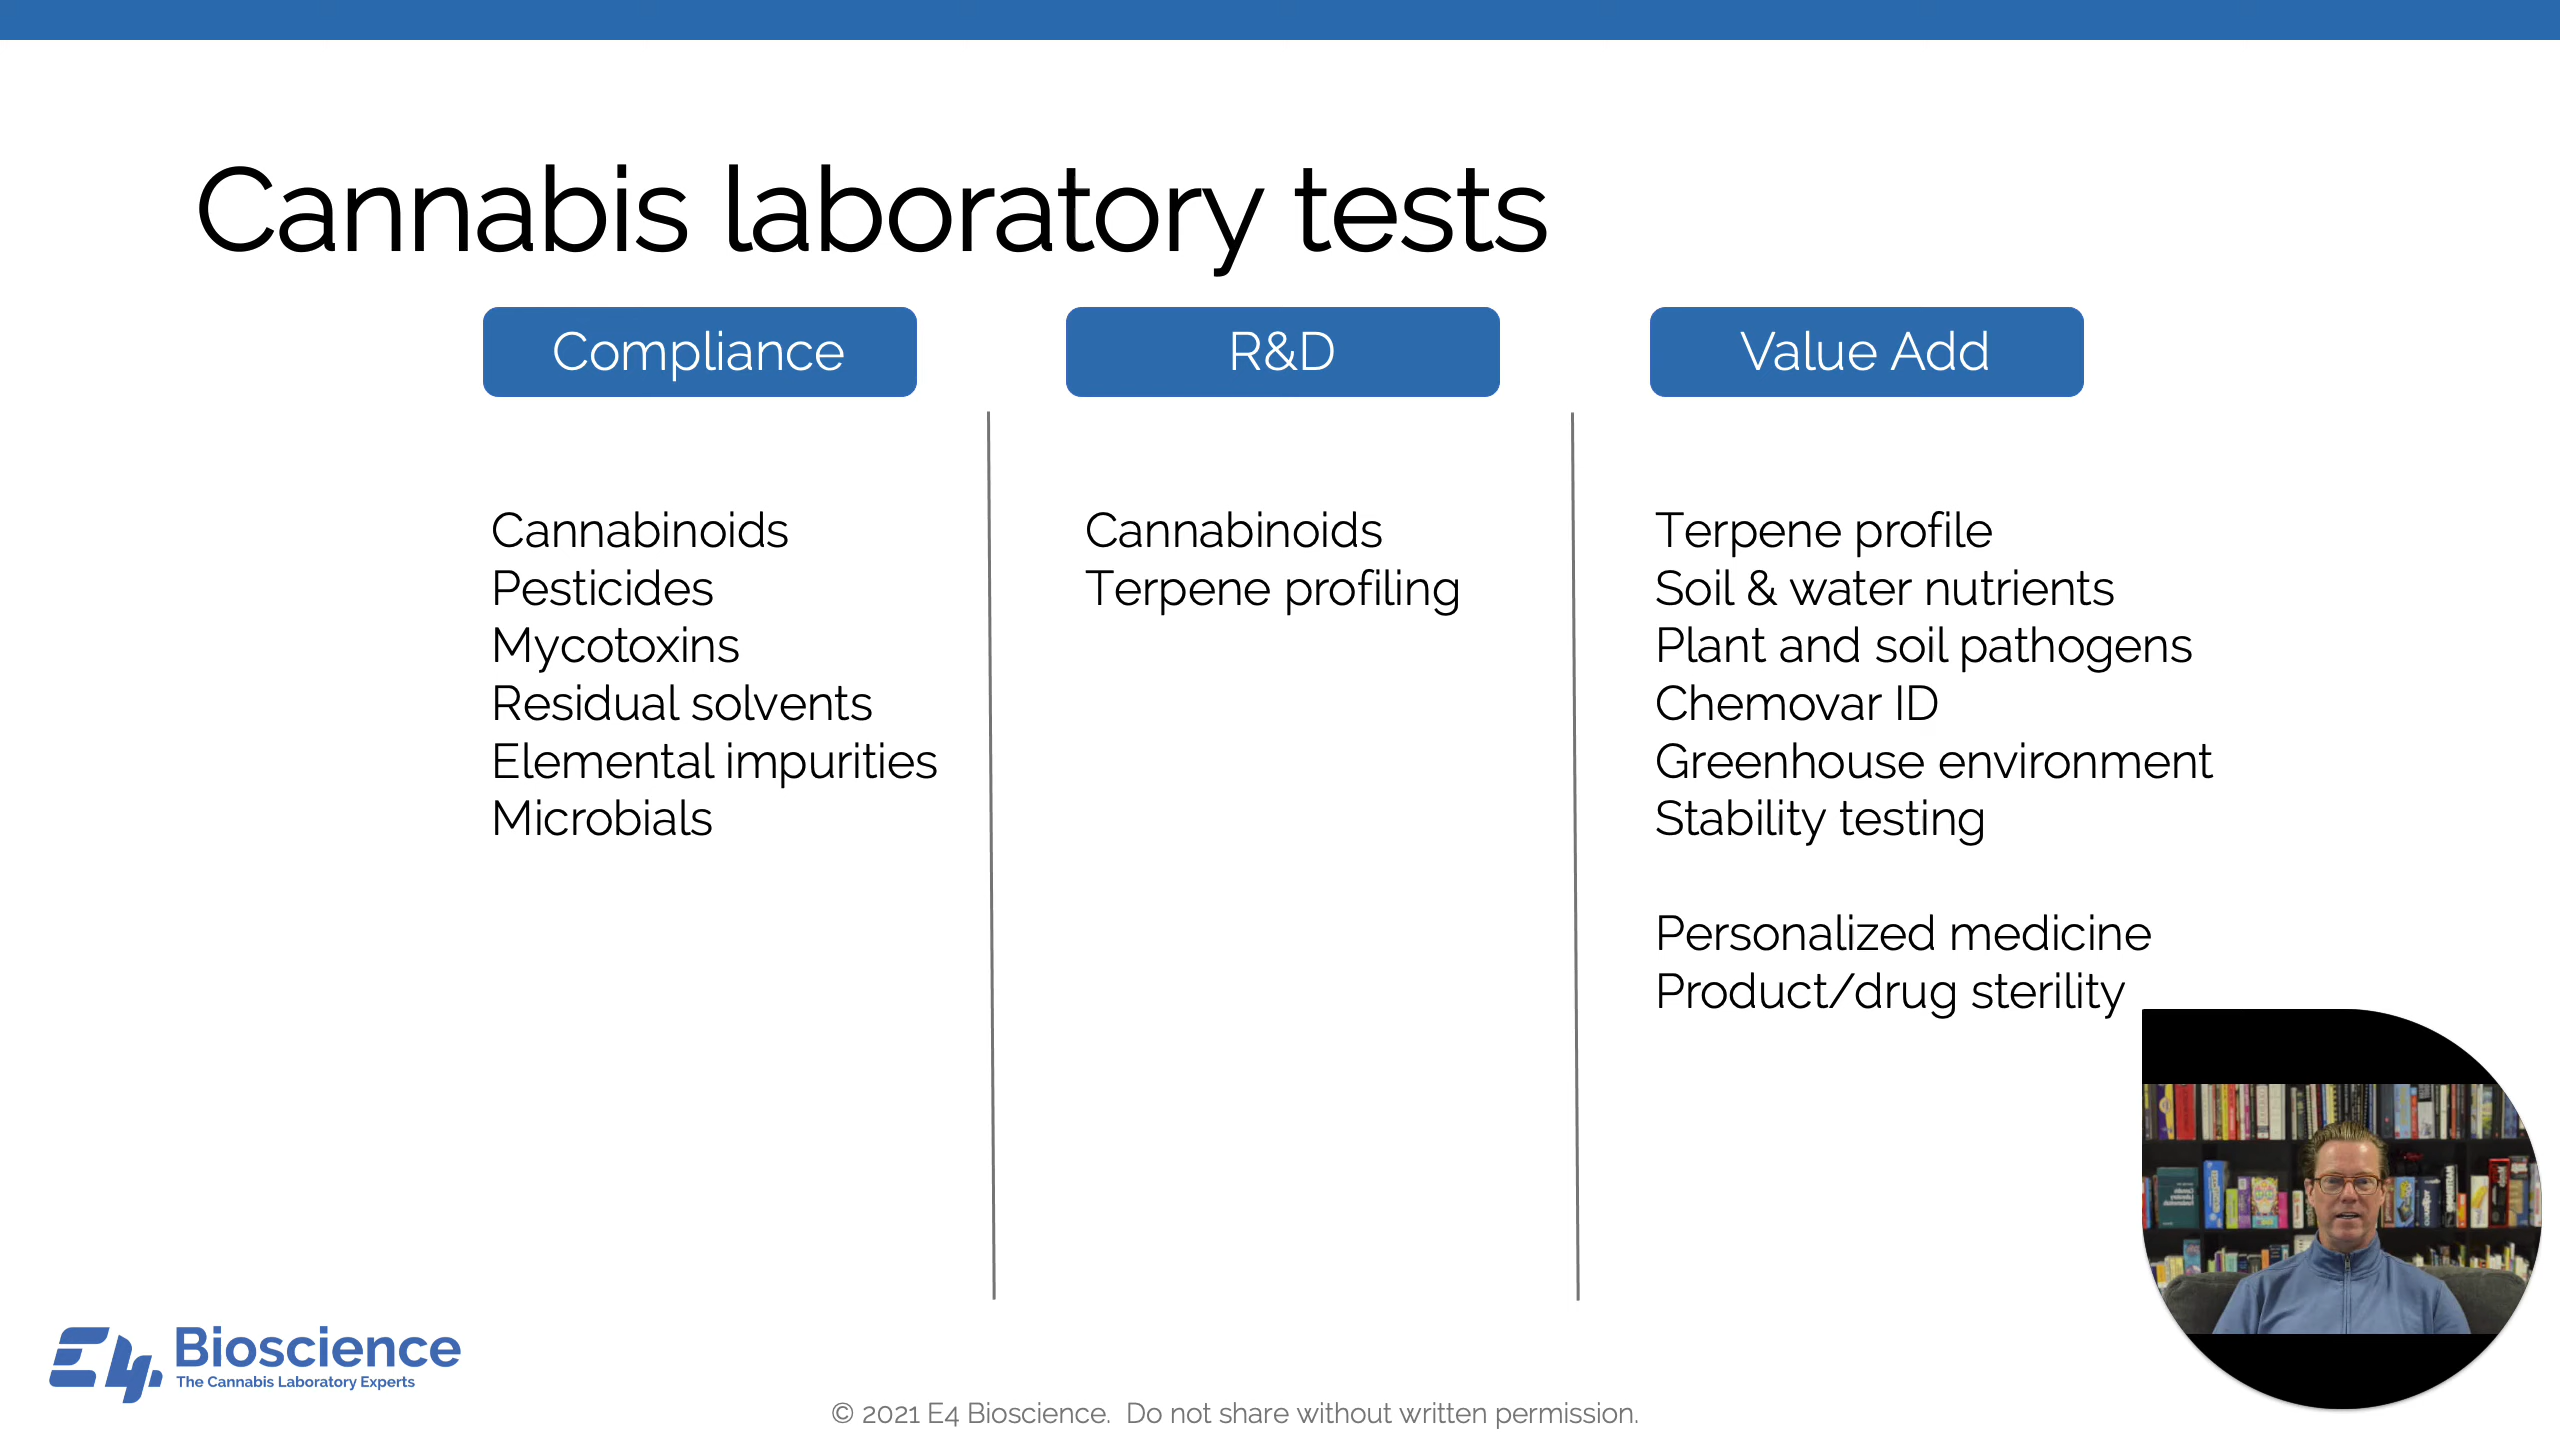 Cannabis laboratory tests
Compliance
R&D
Value Add
Cannabinoids
Pesticides
Mycotoxins
Residual solvents
Elemental impurities
Microbials
Cannabinoids
Terpene profiling
Terpene profile
Soil & water nutrients
Plant and soil pathogens
Chemovar ID
Greenhouse environment
Stability testing
Personalized medicine
Product/drug sterility
E4 Bioscience
The Cannabis Laboratory Experts
© 2021 E4 Bioscience.  Do not share without written permission.